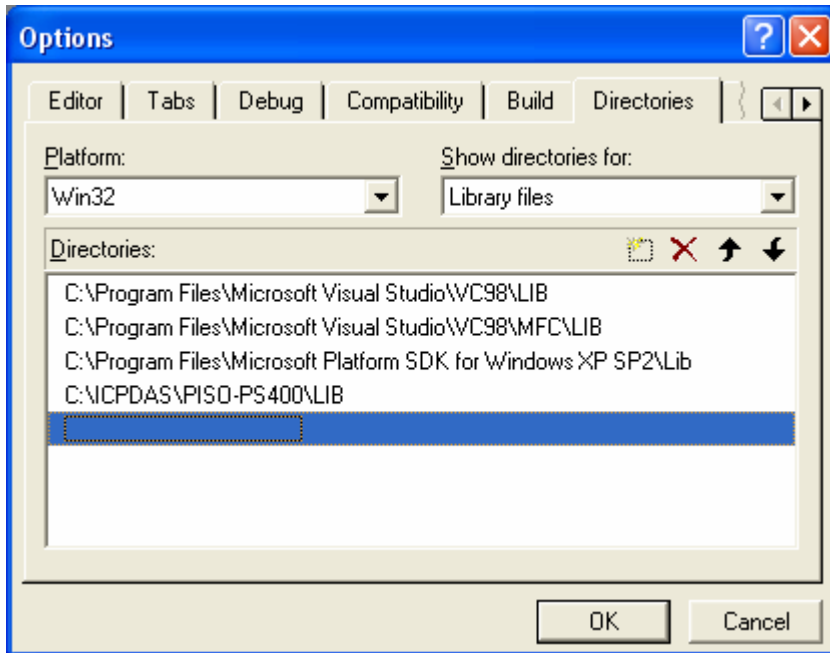 Options
Editor Tabs Debug Compatibility Build Directories
Platform: Show directories for:
Win32 Library files
Directories:
C:\Program Files\Microsoft Visual Studio\VC98\LIB
C:\Program Files\Microsoft Visual Studio\VC98\MFC\LIB
C:\Program Files\Microsoft Platform SDK for Windows XP SP2\Lib
C:\ICPDAS\PISO-PS400\LIB
OK Cancel